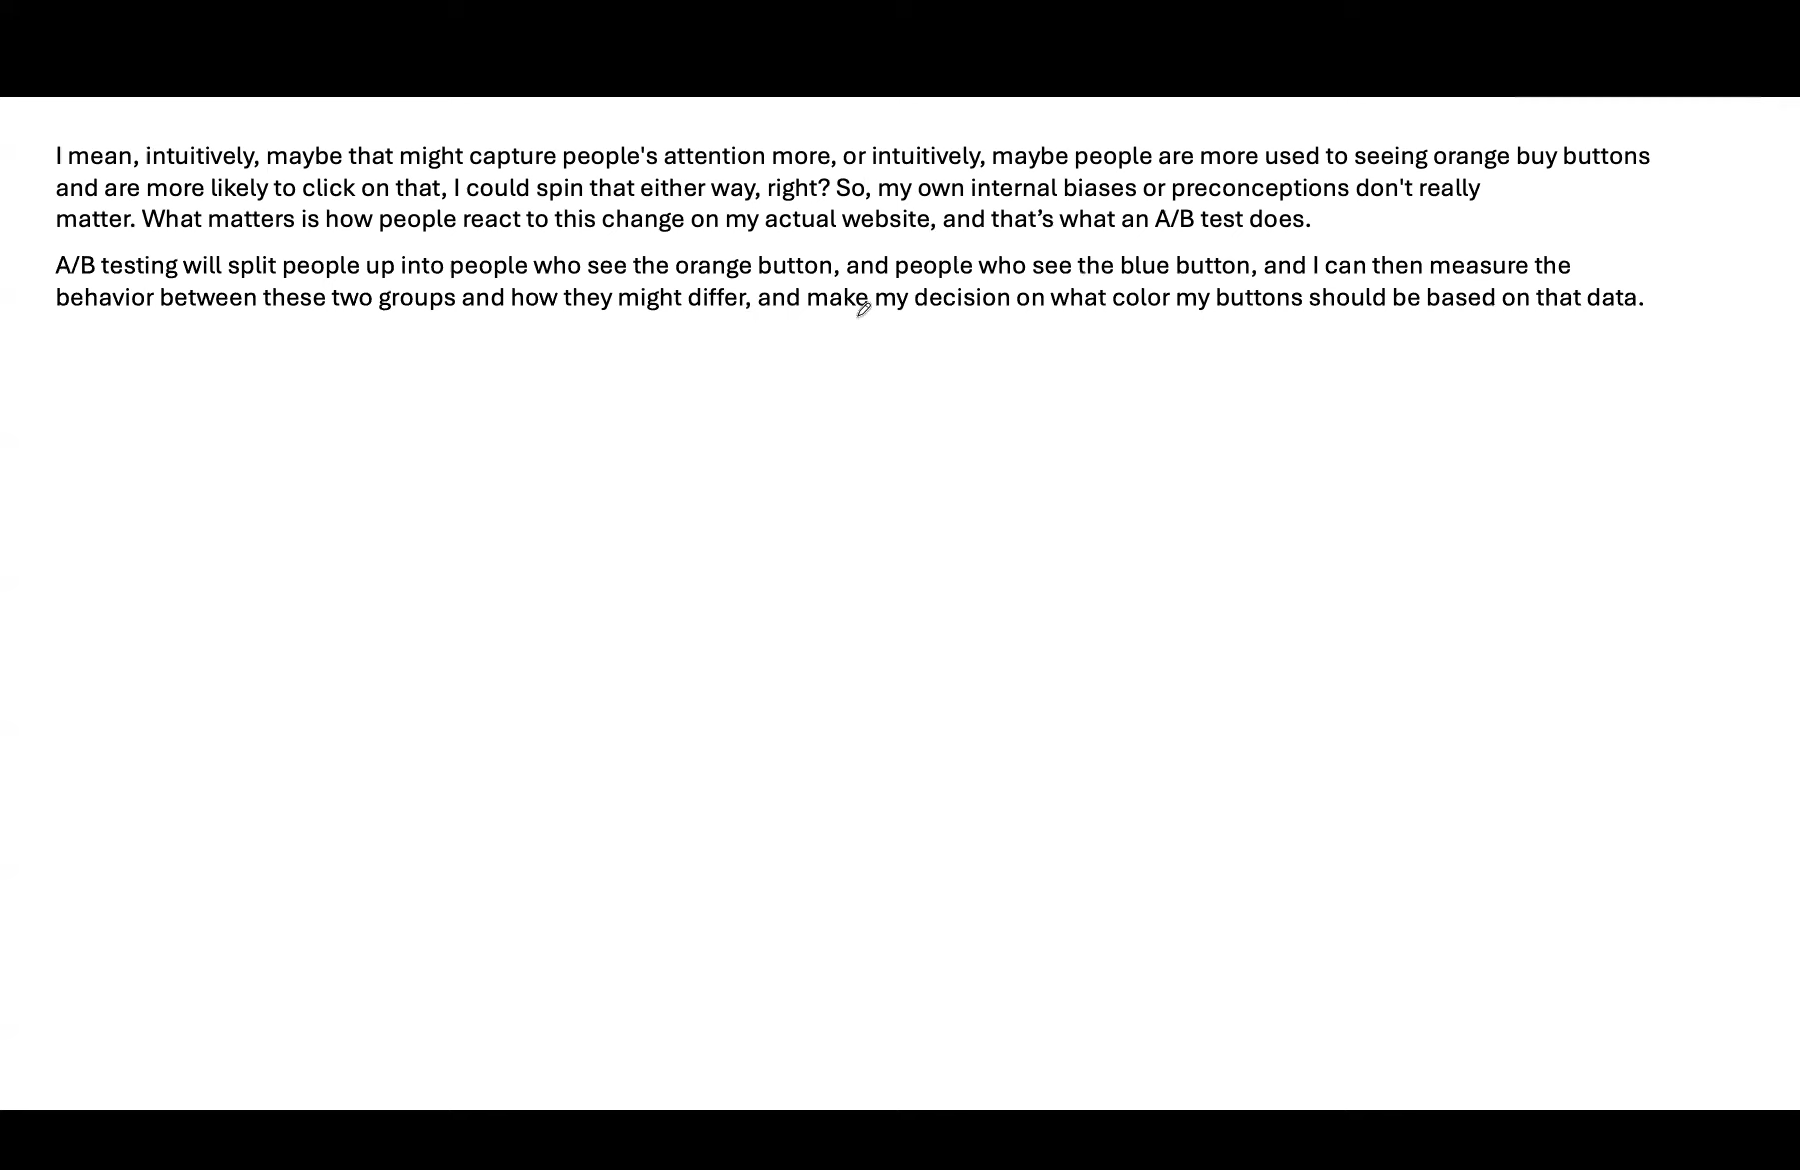 I mean, intuitively, maybe that might capture people's attention more, or intuitively, maybe people are more used to seeing orange buy buttons
and are more likely to click on that, I could spin that either way, right? So, my own internal biases or preconceptions don't really
matter. What matters is how people react to this change on my actual website, and that’s what an A/B test does.
A/B testing will split people up into people who see the orange button, and people who see the blue button, and I can then measure the
behavior between these two groups and how they might differ, and make my decision on what color my buttons should be based on that data.